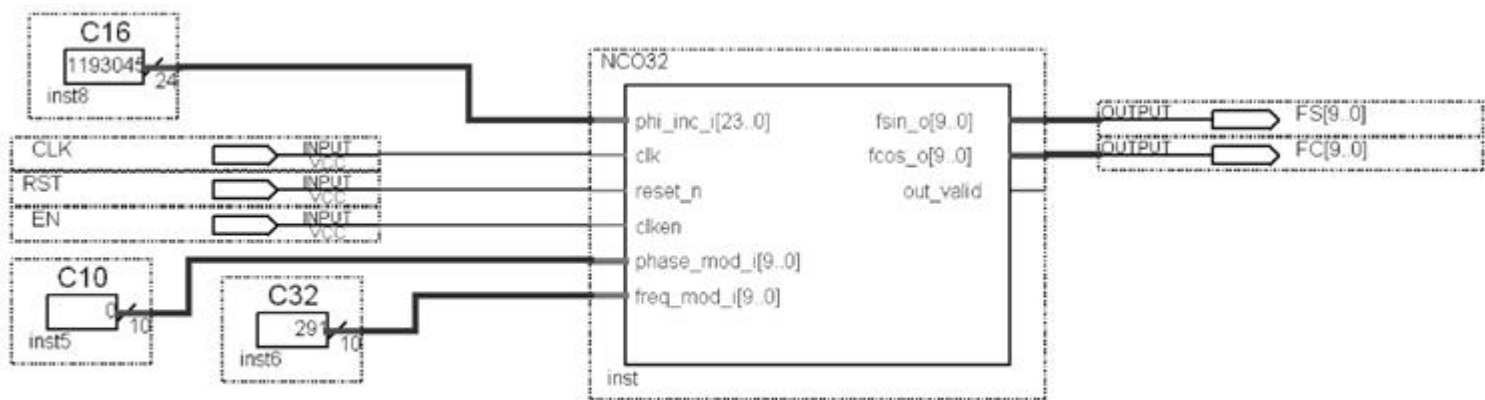 C16
1193045
24
inst8
NCO32
phi_inc_i[23..0]
fsin_o[9..0]
OUTPUT
FS[9..0]
CLK
INPUT
VCC
clk
fcos_o[9..0]
OUTPUT
FC[9..0]
RST
INPUT
VCC
reset_n
out_valid
EN
INPUT
VCC
clken
C10
0
10
inst5
phase_mod_i[9..0]
C32
291
10
inst6
freq_mod_i[9..0]
inst